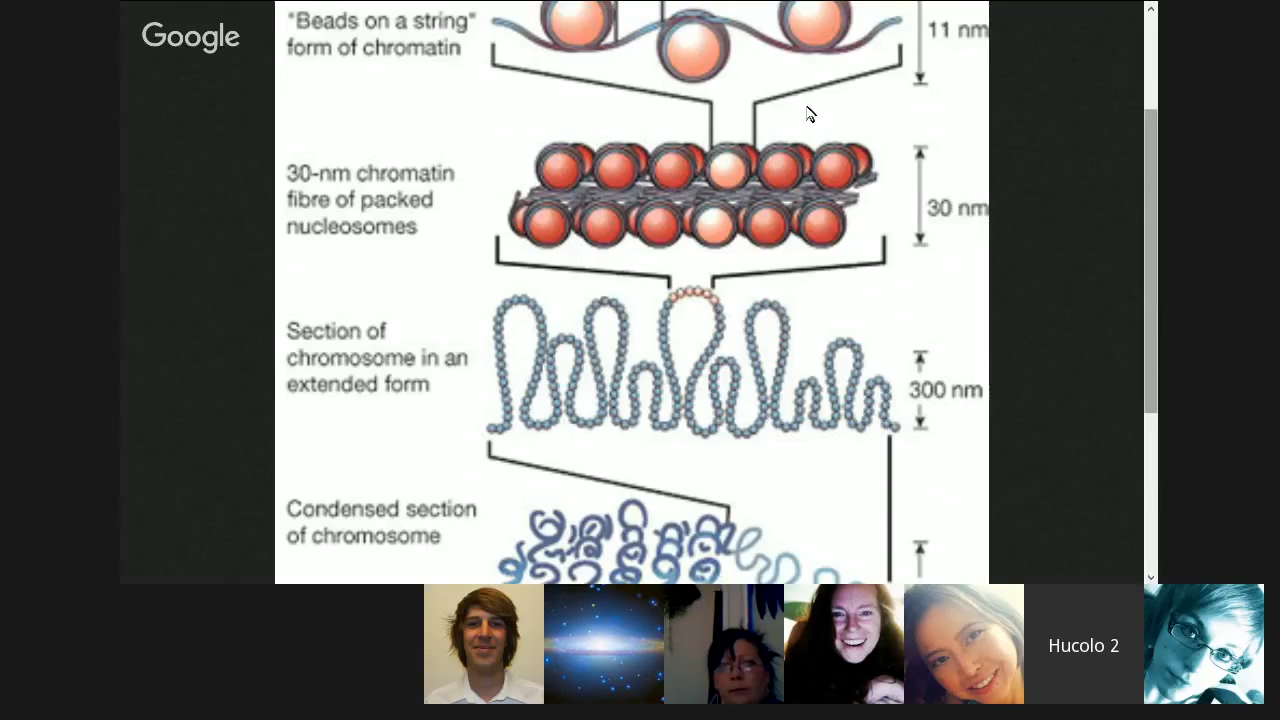 Google
"Beads on a string"
form of chromatin
11 nm
30-nm chromatin
fibre of packed
nucleosomes
30 nm
Section of
chromosome in an
extended form
300 nm
Condensed section
of chromosome
Hucolo 2